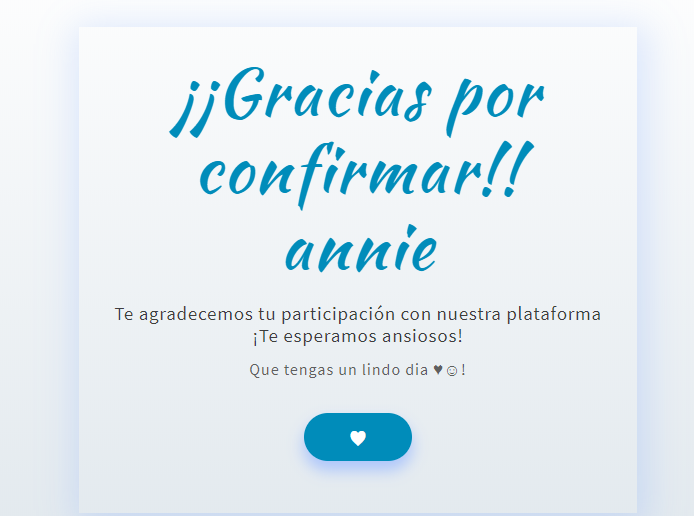 ¡¡Gracias por
confirmar!!
annie
Te agradecemos tu participación con nuestra plataforma
¡Te esperamos ansiosos!
Que tengas un lindo dia ♥☺!